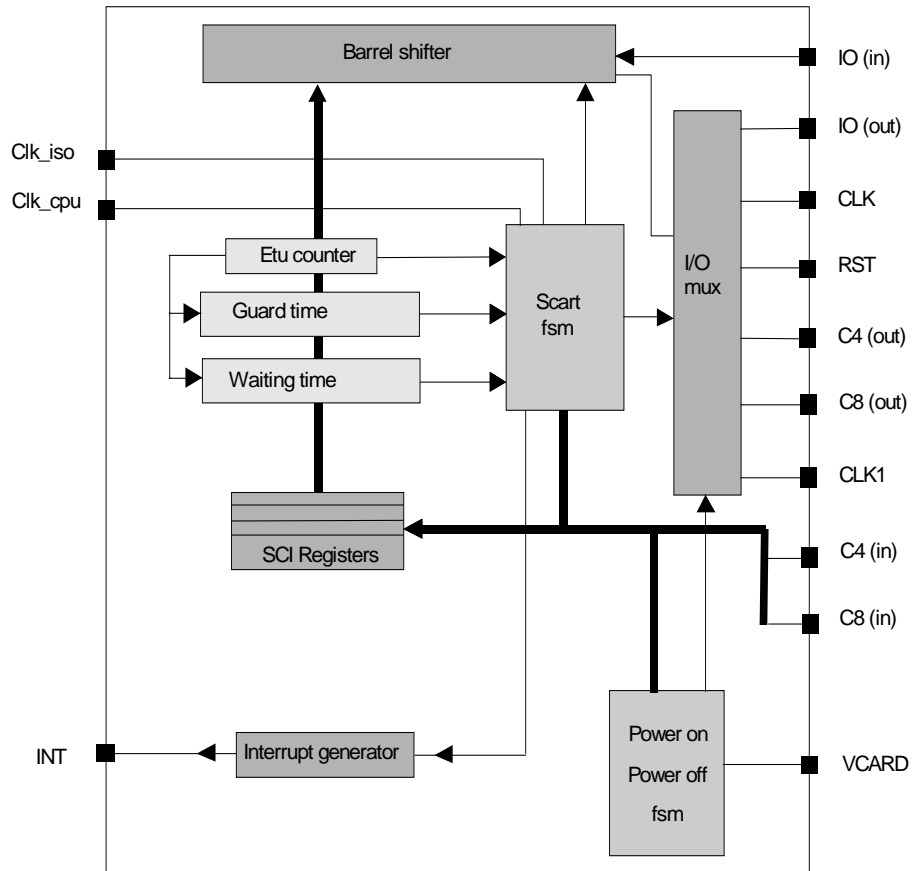 Barrel shifter
IO (in)
IO (out)
Clk_iso
Clk_cpu
CLK
Etu counter
RST
I/O
mux
Guard time
Scart
fsm
C4 (out)
Waiting time
C8 (out)
CLK1
SCI Registers
C4 (in)
C8 (in)
INT
Interrupt generator
Power on
Power off
fsm
VCARD